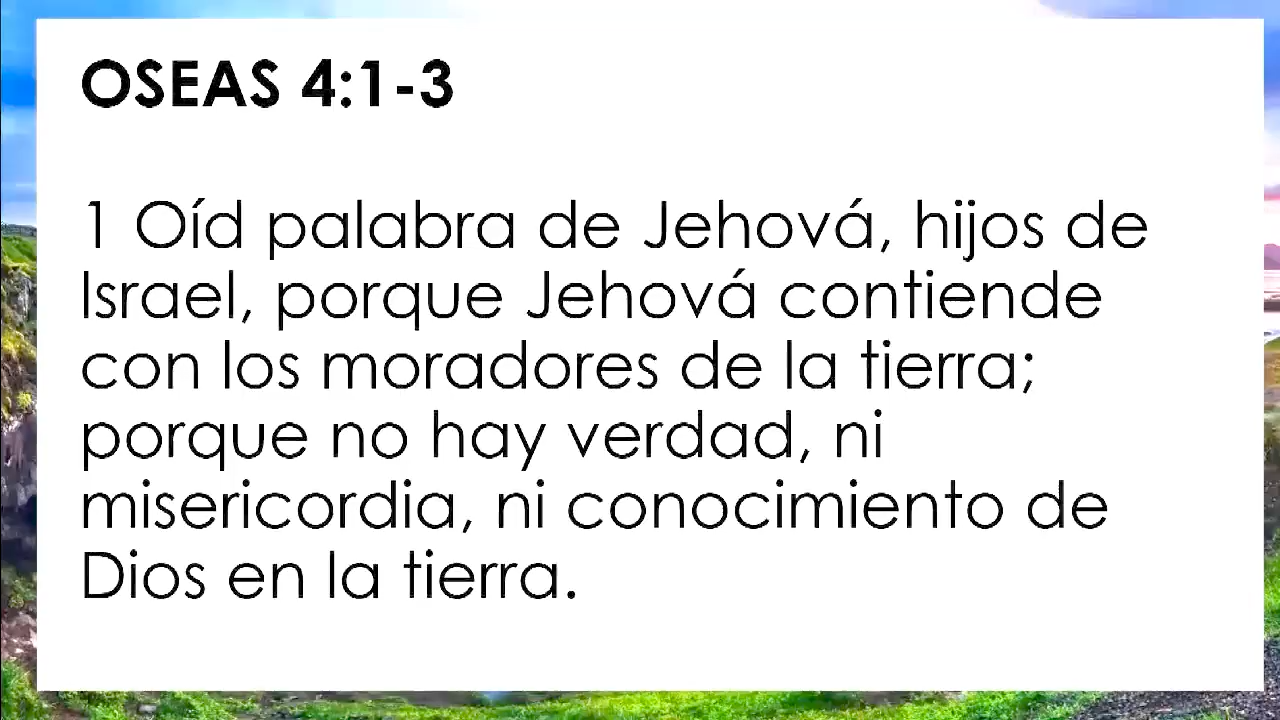 OSEAS 4:1-3
1 Oíd palabra de Jehová, hijos de
Israel, porque Jehová contiende
con los moradores de la tierra;
porque no hay verdad, ni
misericordia, ni conocimiento de
Dios en la tierra.